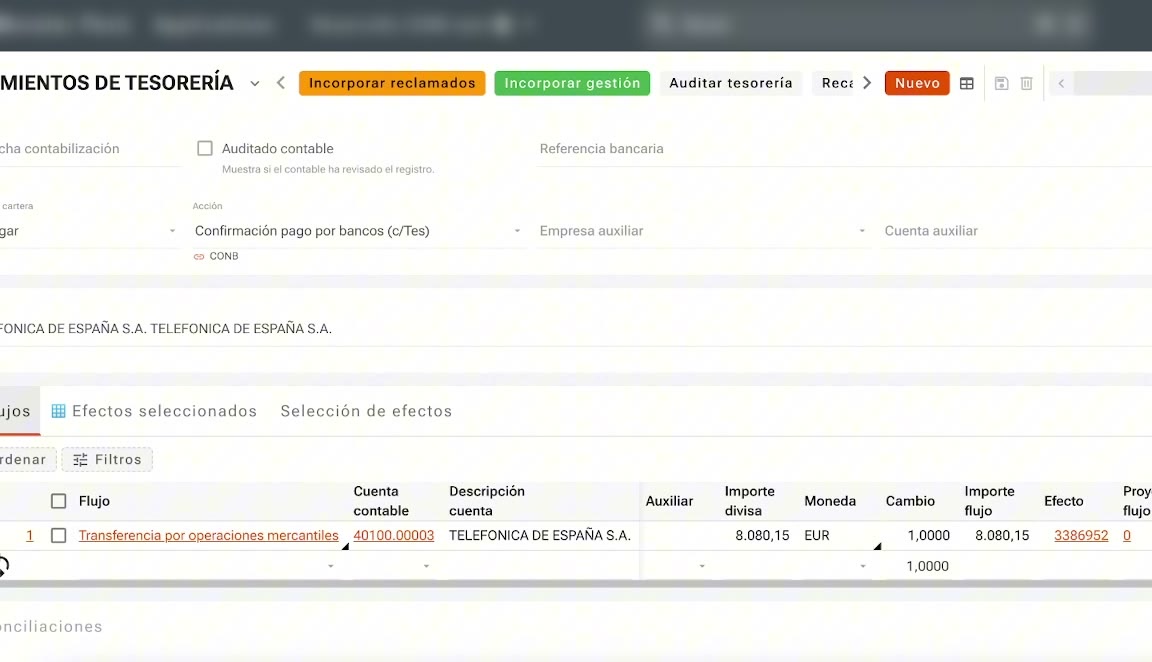 MIENTOS DE TESORERÍA Incorporar reclamados Incorporar gestión Auditar tesorería Reca Nuevo
cha contabilización Auditado contable Referencia bancaria
Muestra si el contable ha revisado el registro.
cartera Acción
gar Confirmación pago por bancos (c/Tes) Empresa auxiliar Cuenta auxiliar
CONB
FONICA DE ESPAÑA S.A. TELEFONICA DE ESPAÑA S.A.
ujos Efectos seleccionados Selección de efectos
rdenar Filtros
Flujo Cuenta contable Descripción cuenta Auxiliar Importe divisa Moneda Cambio Importe flujo Efecto Proye flujo
1 Transferencia por operaciones mercantiles 40100.00003 TELEFONICA DE ESPAÑA S.A. 8.080,15 EUR 1,0000 8.080,15 3386952 0
1,0000
onciliaciones